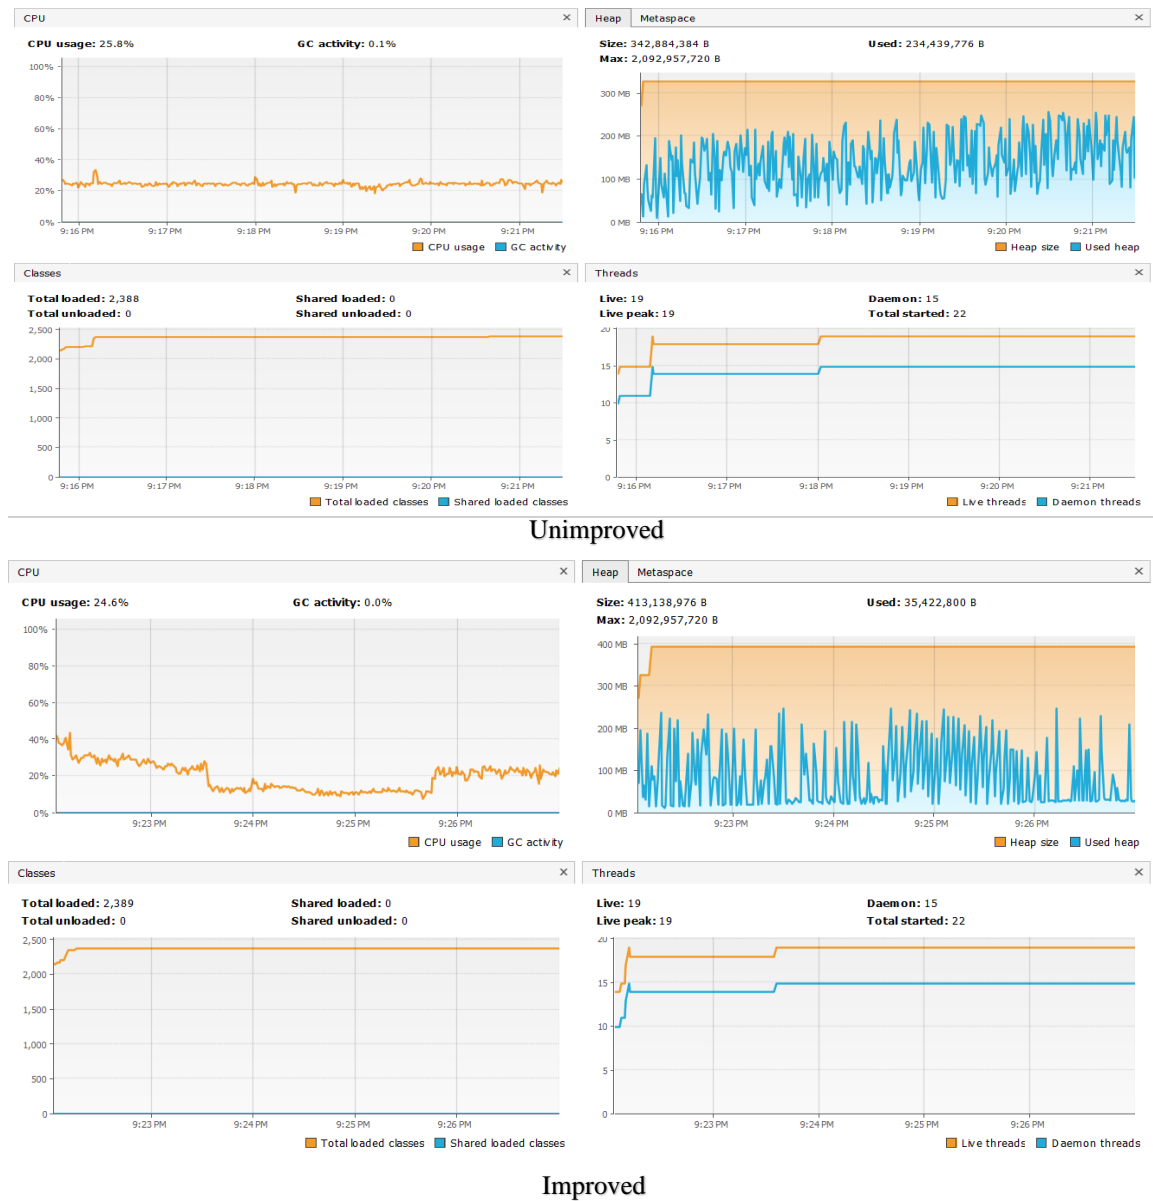 CPU ×
CPU usage: 25.8% GC activity: 0.1%
100%
80%
60%
40%
20%
0%
9:16 PM 9:17 PM 9:18 PM 9:19 PM 9:20 PM 9:21 PM
CPU usage GC activity
Heap Metaspace ×
Size: 342,884,384 B Used: 234,439,776 B
Max: 2,092,957,720 B
300 MB
200 MB
100 MB
0 MB
9:16 PM 9:17 PM 9:18 PM 9:19 PM 9:20 PM 9:21 PM
Heap size Used heap
Classes ×
Total loaded: 2,388 Shared loaded: 0
Total unloaded: 0 Shared unloaded: 0
2,500
2,000
1,500
1,000
500
0
9:16 PM 9:17 PM 9:18 PM 9:19 PM 9:20 PM 9:21 PM
Total loaded classes Shared loaded classes
Threads ×
Live: 19 Daemon: 15
Live peak: 19 Total started: 22
20
15
10
5
0
9:16 PM 9:17 PM 9:18 PM 9:19 PM 9:20 PM 9:21 PM
Live threads Daemon threads
Unimproved
CPU ×
CPU usage: 24.6% GC activity: 0.0%
100%
80%
60%
40%
20%
0%
9:23 PM 9:24 PM 9:25 PM 9:26 PM
CPU usage GC activity
Heap Metaspace ×
Size: 413,138,976 B Used: 35,422,800 B
Max: 2,092,957,720 B
400 MB
300 MB
200 MB
100 MB
0 MB
9:23 PM 9:24 PM 9:25 PM 9:26 PM
Heap size Used heap
Classes ×
Total loaded: 2,389 Shared loaded: 0
Total unloaded: 0 Shared unloaded: 0
2,500
2,000
1,500
1,000
500
0
9:23 PM 9:24 PM 9:25 PM 9:26 PM
Total loaded classes Shared loaded classes
Threads ×
Live: 19 Daemon: 15
Live peak: 19 Total started: 22
20
15
10
5
0
9:23 PM 9:24 PM 9:25 PM 9:26 PM
Live threads Daemon threads
Improved